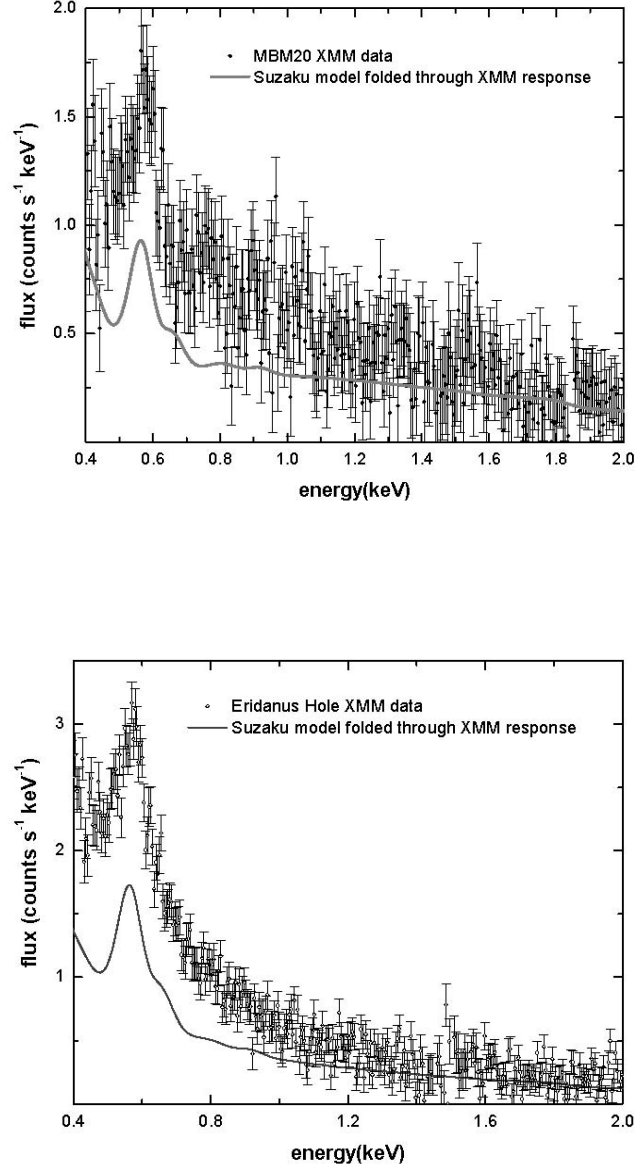 2.0
MBM20 XMM data
Suzaku model folded through XMM response
1.5
1.0
0.5
flux (counts s⁻¹ keV⁻¹)
0.4 0.6 0.8 1.0 1.2 1.4 1.6 1.8 2.0
energy(keV)
Eridanus Hole XMM data
Suzaku model folded through XMM response
3
2
1
flux (counts s⁻¹ keV⁻¹)
0.4 0.8 1.2 1.6 2.0
energy(keV)